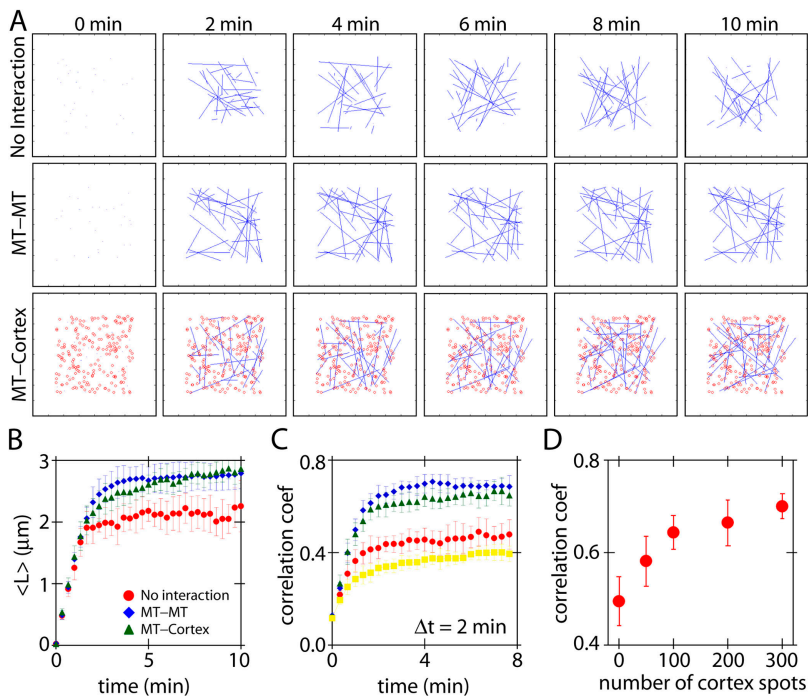 A
0 min 2 min 4 min 6 min 8 min 10 min
No Interaction
MT–MT
MT–Cortex
B
<L> (μm)
3
2
1
0
No interaction
MT–MT
MT–Cortex
0 5 10
time (min)
C
correlation coef
0.8
0.4
0.0
Δt = 2 min
0 4 8
time (min)
D
correlation coef
0.8
0.6
0.4
0 100 200 300
number of cortex spots